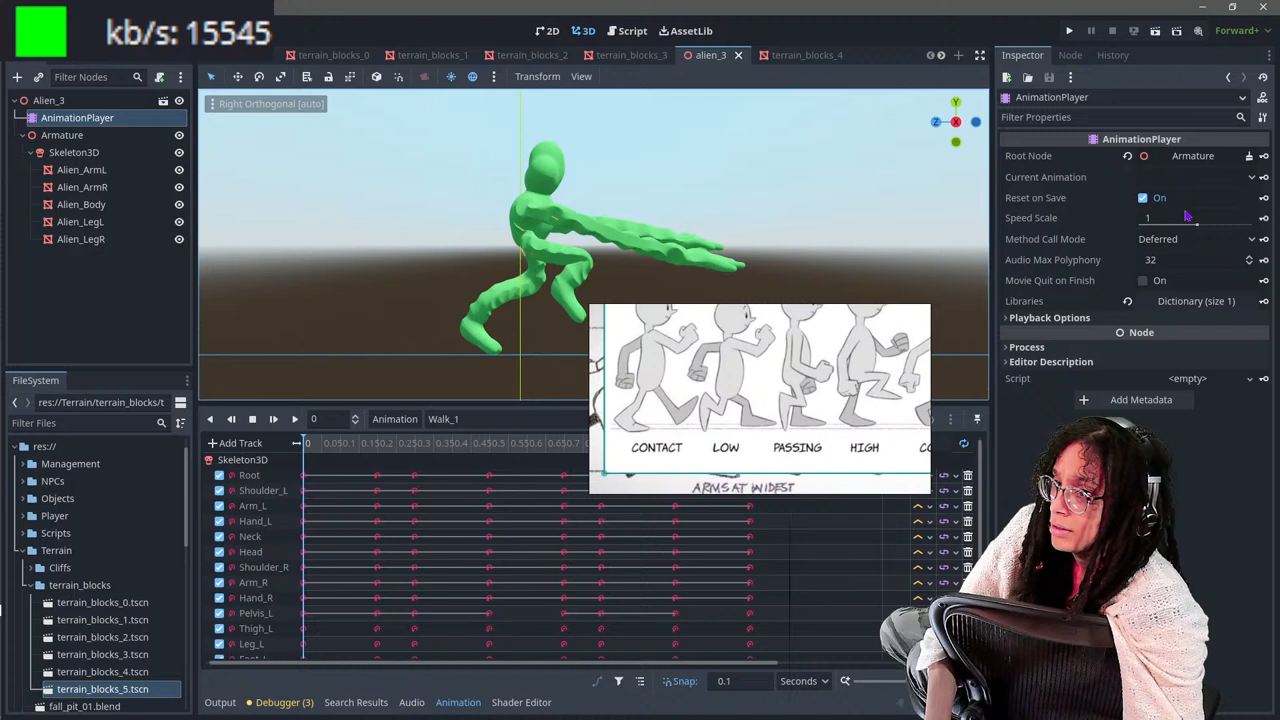 kb/s: 15545
2D
3D
Script
AssetLib
Forward+
terrain_blocks_0
terrain_blocks_1
terrain_blocks_2
terrain_blocks_3
alien_3
terrain_blocks_4
Filter Nodes
Transform
View
Alien_3
AnimationPlayer
Armature
Skeleton3D
Alien_ArmL
Alien_ArmR
Alien_Body
Alien_LegL
Alien_LegR
Right Orthogonal [auto]
Y
Z
X
FileSystem
res://Terrain/terrain_blocks/t
Filter Files
res://
Management
NPCs
Objects
Player
Scripts
Terrain
Cliffs
terrain_blocks
terrain_blocks_0.tscn
terrain_blocks_1.tscn
terrain_blocks_2.tscn
terrain_blocks_3.tscn
terrain_blocks_4.tscn
terrain_blocks_5.tscn
fall_pit_01.blend
0
Animation
Walk_1
Add Track
0
Skeleton3D
Root
Shoulder_L
Arm_L
Hand_L
Neck
Head
Shoulder_R
Arm_R
Hand_R
Pelvis_L
Thigh_L
Leg_L
CONTACT
LOW
PASSING
HIGH
ARMS AT WIDEST
Snap:
0.1
Seconds
Output
Debugger (3)
Search Results
Audio
Animation
Shader Editor
Inspector
Node
History
AnimationPlayer
Filter Properties
AnimationPlayer
Root Node
Armature
Current Animation
Reset on Save
On
Speed Scale
1
Method Call Mode
Deferred
Audio Max Polyphony
32
Movie Quit on Finish
On
Libraries
Dictionary (size 1)
Playback Options
Node
Process
Editor Description
Script
<empty>
Add Metadata